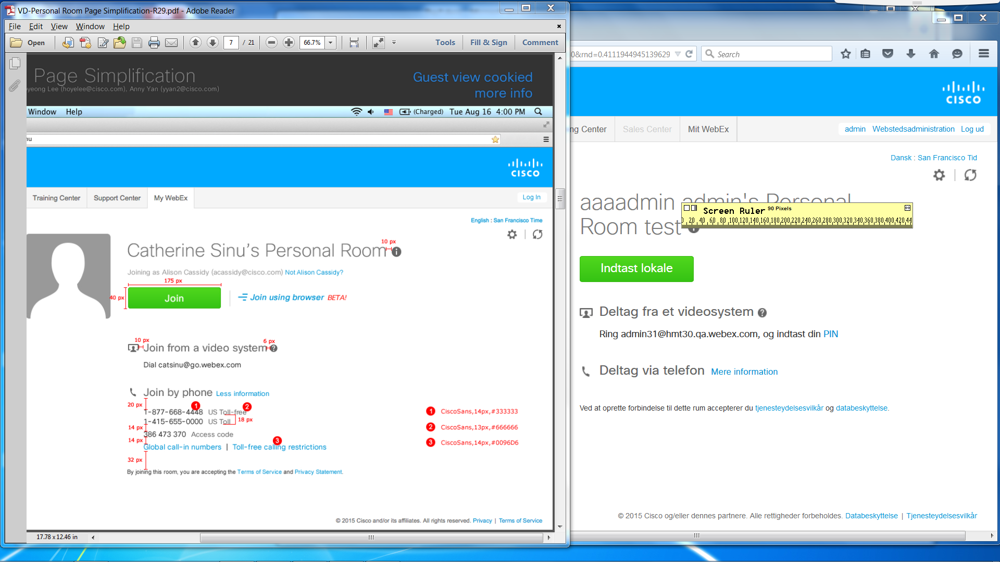 VD-Personal Room Page Simplification-R29.pdf - Adobe Reader
File Edit View Window Help
Open 7 / 21 66.7% Tools Fill & Sign Comment
Page Simplification
yeong Lee (hoyelee@cisco.com), Anny Yan (yyan2@cisco.com)
Guest view cookied
more info
Window Help (Charged) Tue Aug 16 4:00 PM
nu
CISCO
Training Center Support Center My WebEx Log In
English : San Francisco Time
10 px
Catherine Sinu's Personal Room
Joining as Alison Cassidy (acassidy@cisco.com) Not Alison Cassidy?
175 px
40 px
Join
Join using browser BETA!
10 px 6 px
Join from a video system
Dial catsinu@go.webex.com
Join by phone Less information
20 px 1 2
1-877-668-4448 US Toll-free
1-415-655-0000 US Toll 18 px
14 px
386 473 370 Access code
14 px 3
Global call-in numbers | Toll-free calling restrictions
32 px
1 CiscoSans,14px,#333333
2 CiscoSans,13px,#666666
3 CiscoSans,14px,#0096D6
By joining this room, you are accepting the Terms of Service and Privacy Statement.
© 2015 Cisco and/or its affiliates. All rights reserved. Privacy | Terms of Service
17.78 x 12.46 in
0&rnd=0.4111944945139629 Search
CISCO
ng Center Sales Center Mit WebEx admin Webstedsadministration Log ud
Dansk : San Francisco Tid
aaaadmin admin's Personal
Room test
Screen Ruler 90 Pixels
0 20 40 60 80 100 120 140 160 180 200 220 240 260 280 300 320 340 360 380 400 420 44
Indtast lokale
Deltag fra et videosystem
Ring admin31@hmt30.qa.webex.com, og indtast din PIN
Deltag via telefon Mere information
Ved at oprette forbindelse til dette rum accepterer du tjenesteydelsesvilkår og databeskyttelse.
© 2015 Cisco og/eller dennes partnere. Alle rettigheder forbeholdes. Databeskyttelse | Tjenesteydelsesvilkår